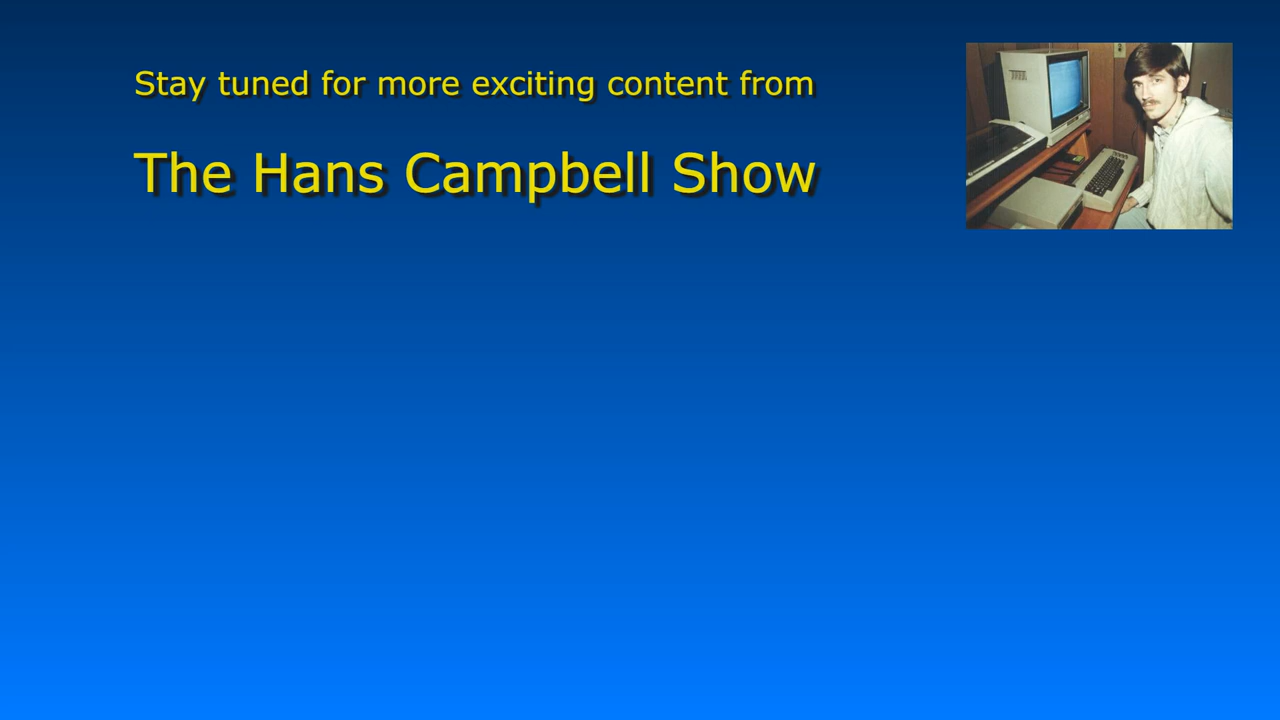 Stay tuned for more exciting content from
The Hans Campbell Show